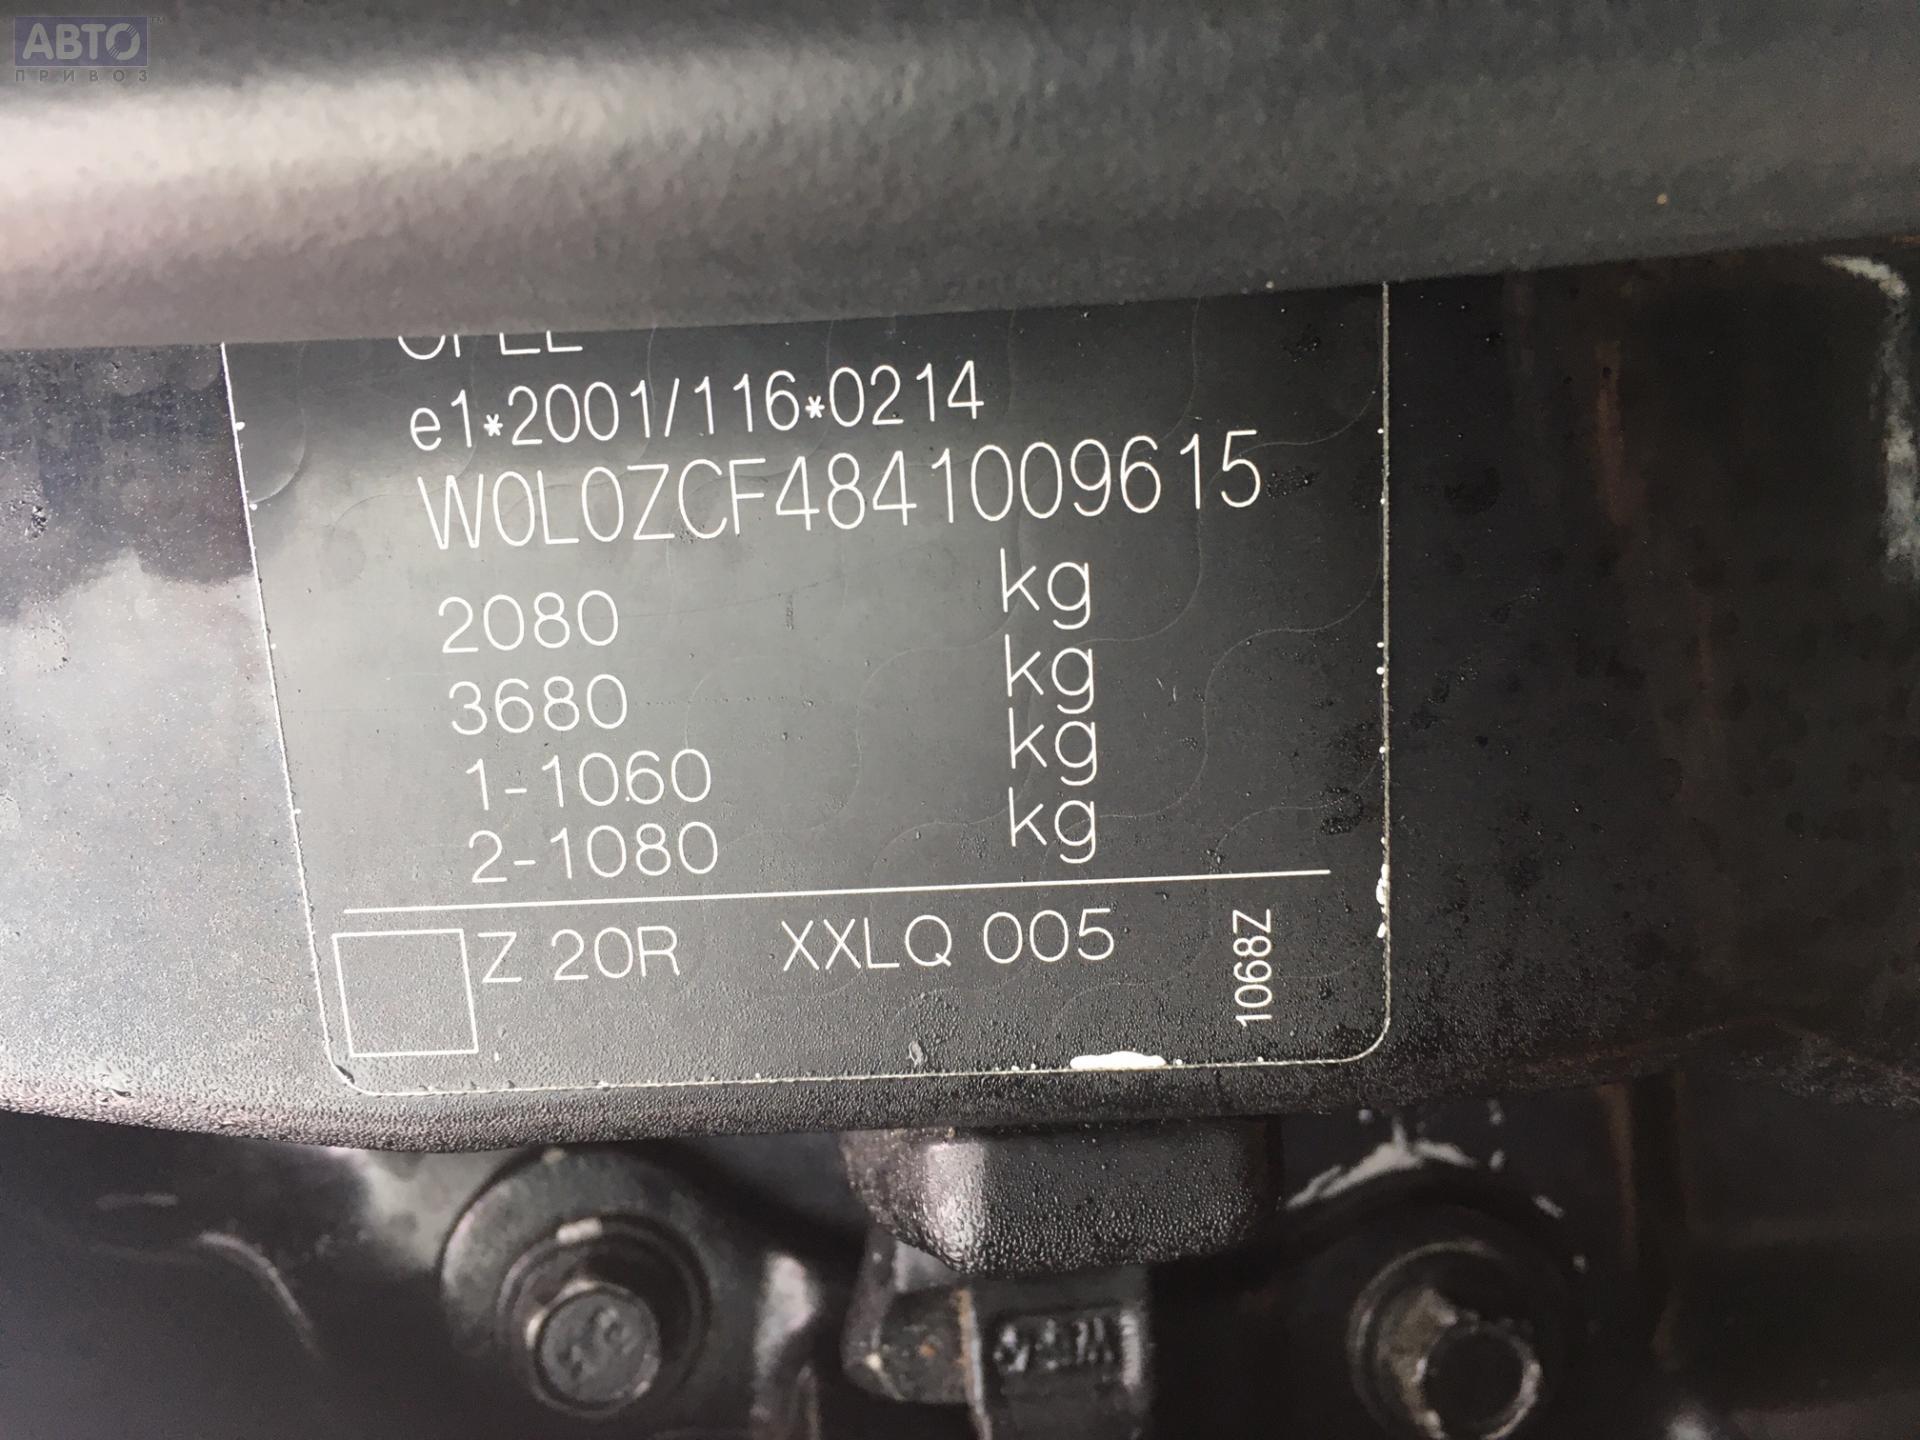 АВТО
ПРИВОЗ
OPEL
e1*2001/116*0214
W0L0ZCF4841009615
2080 kg
3680 kg
1-1060 kg
2-1080 kg
Z 20R XXLQ 005
1068Z